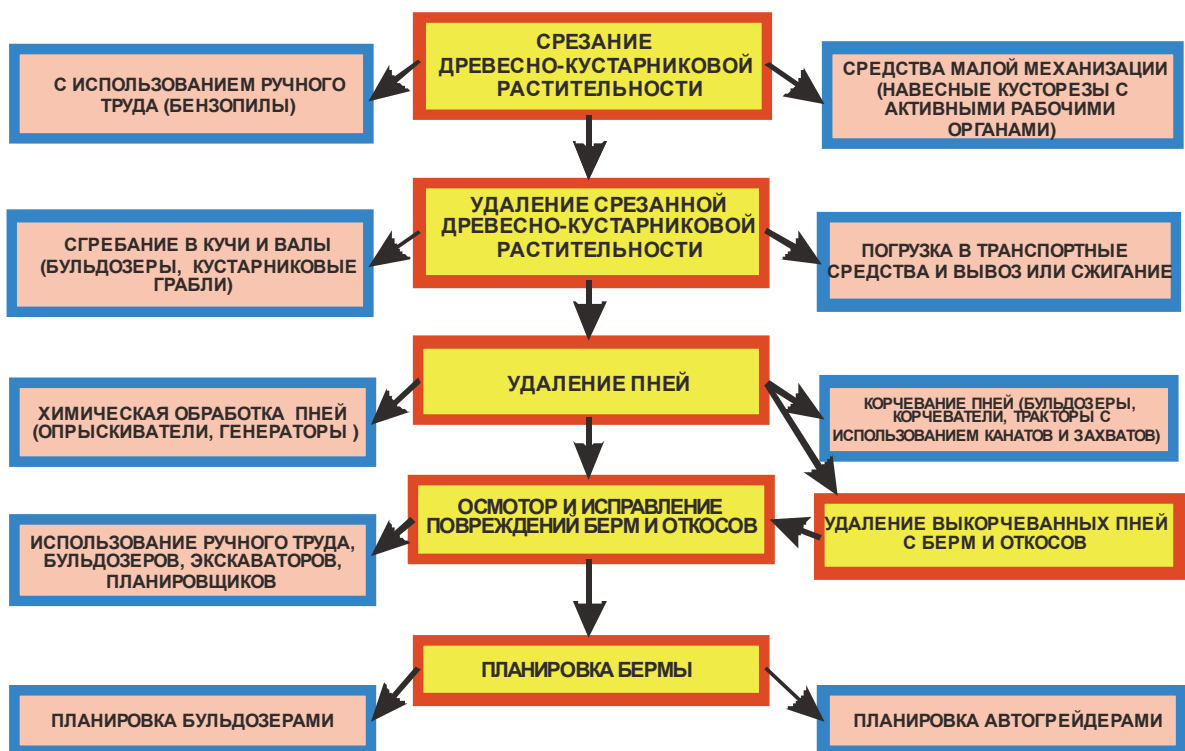 СРЕЗАНИЕ
ДРЕВЕСНО-КУСТАРНИКОВОЙ
РАСТИТЕЛЬНОСТИ
С ИСПОЛЬЗОВАНИЕМ РУЧНОГО
ТРУДА (БЕНЗОПИЛЫ)
СРЕДСТВА МАЛОЙ МЕХАНИЗАЦИИ
(НАВЕСНЫЕ КУСТОРЕЗЫ С
АКТИВНЫМИ РАБОЧИМИ
ОРГАНАМИ)
УДАЛЕНИЕ СРЕЗАННОЙ
ДРЕВЕСНО-КУСТАРНИКОВОЙ
РАСТИТЕЛЬНОСТИ
СГРЕБАНИЕ В КУЧИ И ВАЛЫ
(БУЛЬДОЗЕРЫ, КУСТАРНИКОВЫЕ
ГРАБЛИ)
ПОГРУЗКА В ТРАНСПОРТНЫЕ
СРЕДСТВА И ВЫВОЗ ИЛИ СЖИГАНИЕ
УДАЛЕНИЕ ПНЕЙ
ХИМИЧЕСКАЯ ОБРАБОТКА ПНЕЙ
(ОПРЫСКИВАТЕЛИ, ГЕНЕРАТОРЫ )
КОРЧЕВАНИЕ ПНЕЙ (БУЛЬДОЗЕРЫ,
КОРЧЕВАТЕЛИ, ТРАКТОРЫ С
ИСПОЛЬЗОВАНИЕМ КАНАТОВ И ЗАХВАТОВ)
ОСМОТОР И ИСПРАВЛЕНИЕ
ПОВРЕЖДЕНИЙ БЕРМ И ОТКОСОВ
УДАЛЕНИЕ ВЫКОРЧЕВАННЫХ ПНЕЙ
С БЕРМ И ОТКОСОВ
ИСПОЛЬЗОВАНИЕ РУЧНОГО ТРУДА,
БУЛЬДОЗЕРОВ, ЭКСКАВАТОРОВ,
ПЛАНИРОВЩИКОВ
ПЛАНИРОВКА БЕРМЫ
ПЛАНИРОВКА БУЛЬДОЗЕРАМИ
ПЛАНИРОВКА АВТОГРЕЙДЕРАМИ